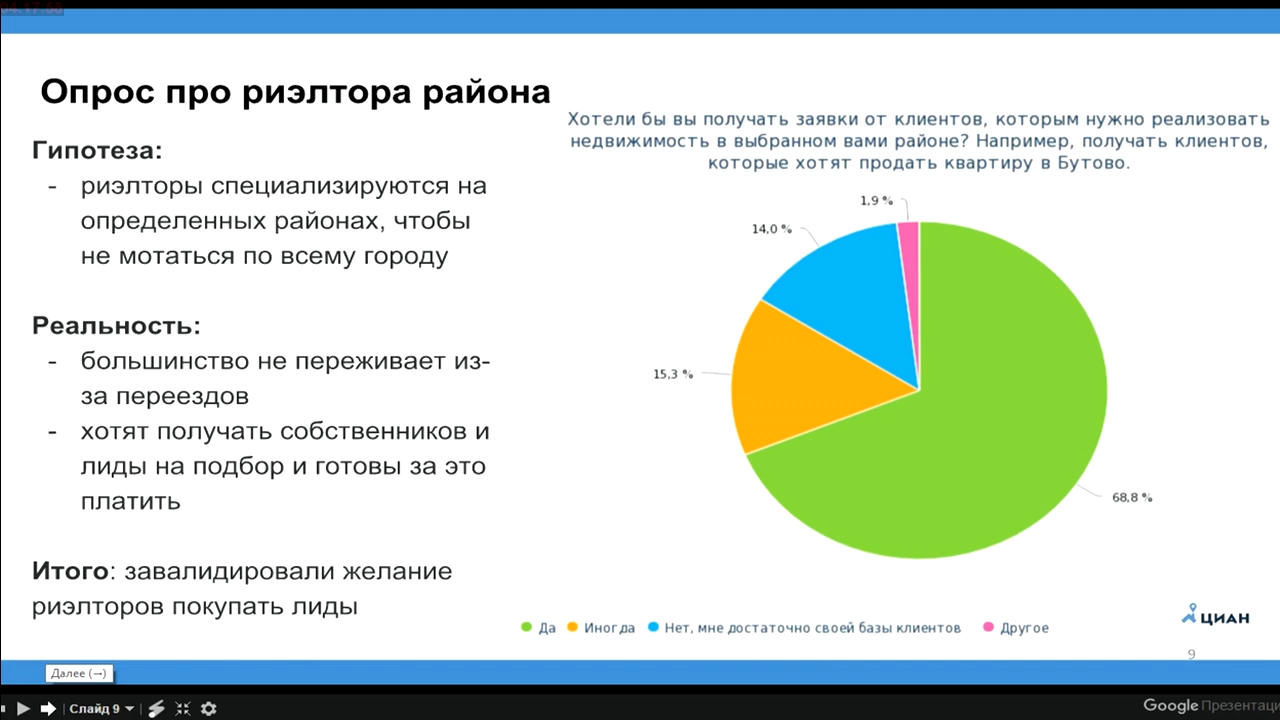 04:17:58
Опрос про риэлтора района
Гипотеза:
- риэлторы специализируются на
определенных районах, чтобы
не мотаться по всему городу
Реальность:
- большинство не переживает из-
за переездов
- хотят получать собственников и
лиды на подбор и готовы за это
платить
Итого: завалидировали желание
риэлторов покупать лиды
Хотели бы вы получать заявки от клиентов, которым нужно реализовать
недвижимость в выбранном вами районе? Например, получать клиентов,
которые хотят продать квартиру в Бутово.
1,9 %
14,0 %
15,3 %
68,8 %
Да Иногда Нет, мне достаточно своей базы клиентов Другое
ЦИАН
9
Далее (→)
Слайд 9
Google Презентаци